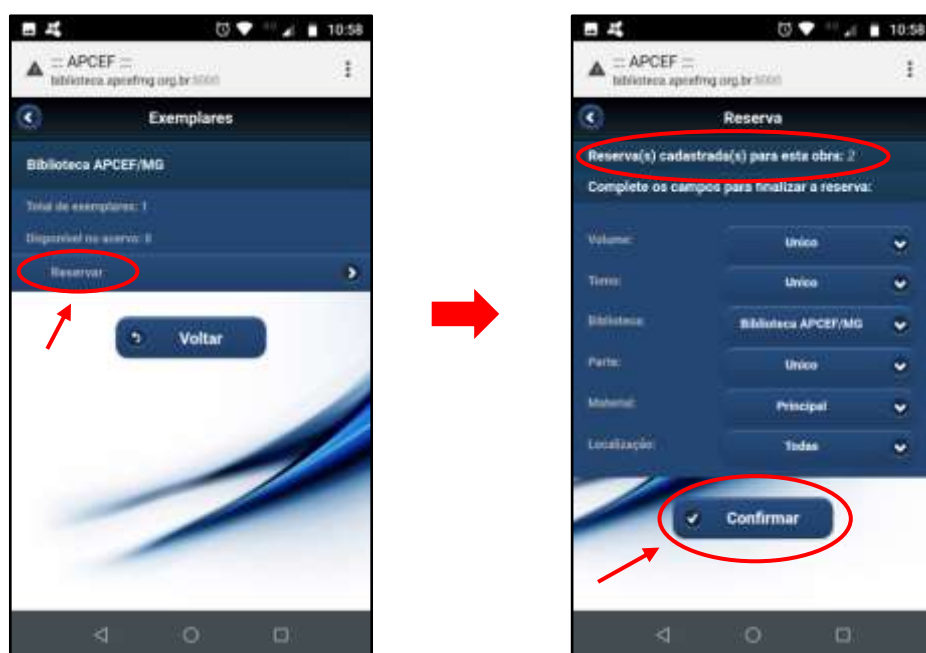 10:58
::: APCEF :::
biblioteca.apcefmg.org.br:8080
Exemplares
Biblioteca APCEF/MG
Total de exemplares: 1
Disponível no acervo: 0
Reservar
Voltar
10:58
::: APCEF :::
biblioteca.apcefmg.org.br
Reserva
Reserva(s) cadastrada(s) para esta obra: 2
Complete os campos para finalizar a reserva:
Volume: Unico
Tomo: Unico
Biblioteca: Biblioteca APCEF/MG
Parte: Unico
Material: Principal
Localização: Todas
Confirmar